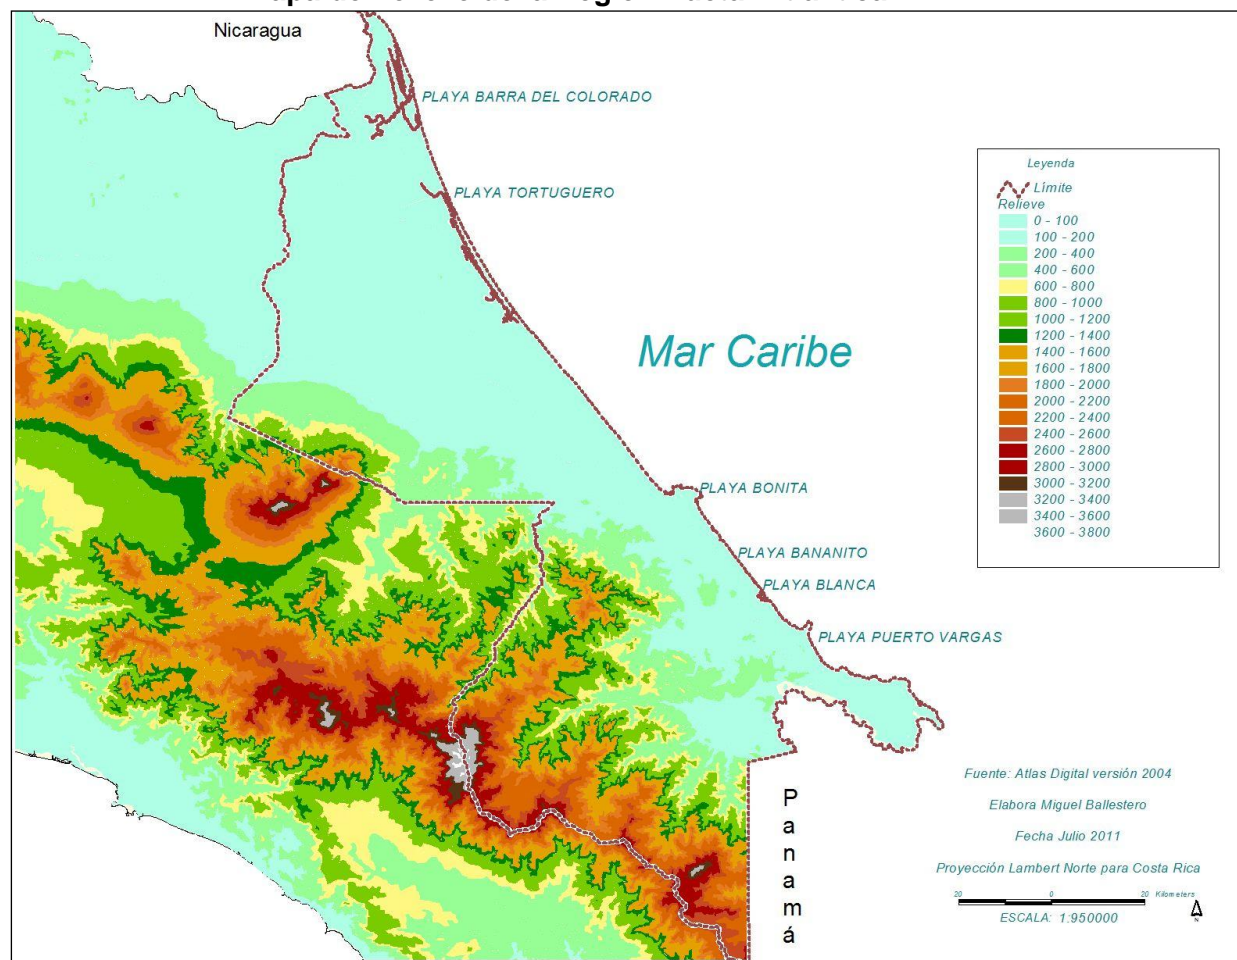 Nicaragua
PLAYA BARRA DEL COLORADO
PLAYA TORTUGUERO
Mar Caribe
PLAYA BONITA
PLAYA BANANITO
PLAYA BLANCA
PLAYA PUERTO VARGAS
Panamá
Leyenda
Límite
Relieve
0 - 100
100 - 200
200 - 400
400 - 600
600 - 800
800 - 1000
1000 - 1200
1200 - 1400
1400 - 1600
1600 - 1800
1800 - 2000
2000 - 2200
2200 - 2400
2400 - 2600
2600 - 2800
2800 - 3000
3000 - 3200
3200 - 3400
3400 - 3600
3600 - 3800
Fuente: Atlas Digital versión 2004
Elabora Miguel Ballestero
Fecha Julio 2011
Proyección Lambert Norte para Costa Rica
20 0 20 Kilometers
ESCALA: 1:950000
N